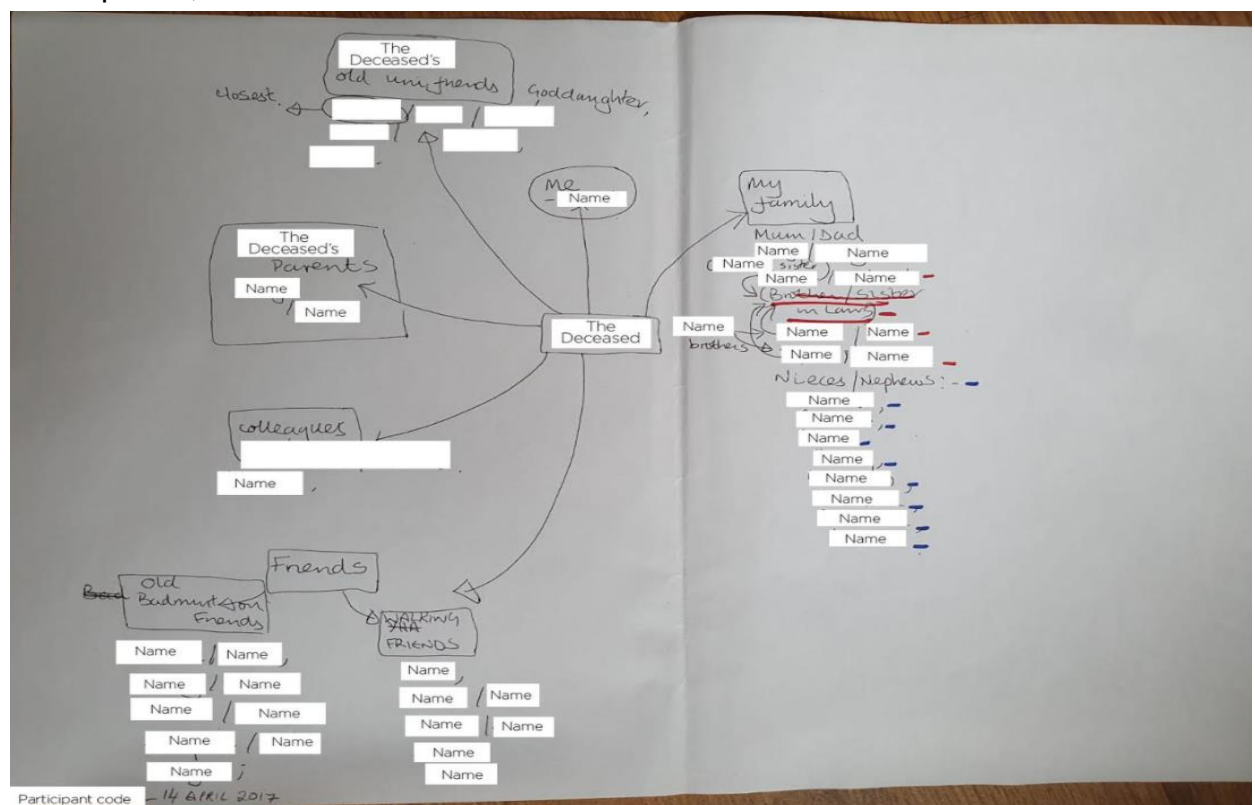 The
Deceased's
old uni friends
closest.
Goddaughter,
Me
- Name
My
family
Mum / Dad
Name / Name
Name sister
Name / Name -
(Brother / Sister
in Laws -
Name Name / Name -
brothers Name / Name -
Nieces / Nephews : - -
Name , -
Name , -
Name -
Name , -
Name , -
Name -
Name , -
Name -
The
Deceased's
Parents
Name
/ Name
The
Deceased
colleagues
Name ,
Friends
Old
Badminton
Friends
Name / Name ,
Name / Name
Name / Name
Name / Name
Name ;
WALKING
YHA
FRIENDS
Name ,
Name / Name
Name / Name
Name
Name
Participant code - 14 APRIL 2017